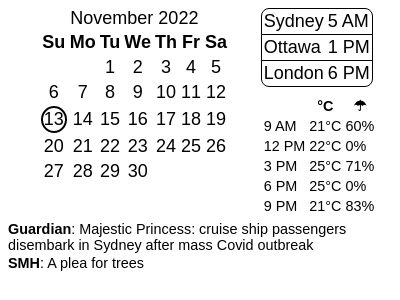 November 2022
Su Mo Tu We Th Fr Sa
1 2 3 4 5
6 7 8 9 10 11 12
13 14 15 16 17 18 19
20 21 22 23 24 25 26
27 28 29 30
Sydney 5 AM
Ottawa 1 PM
London 6 PM
°C ☂
9 AM 21°C 60%
12 PM 22°C 0%
3 PM 25°C 71%
6 PM 25°C 0%
9 PM 21°C 83%
Guardian: Majestic Princess: cruise ship passengers
disembark in Sydney after mass Covid outbreak
SMH: A plea for trees